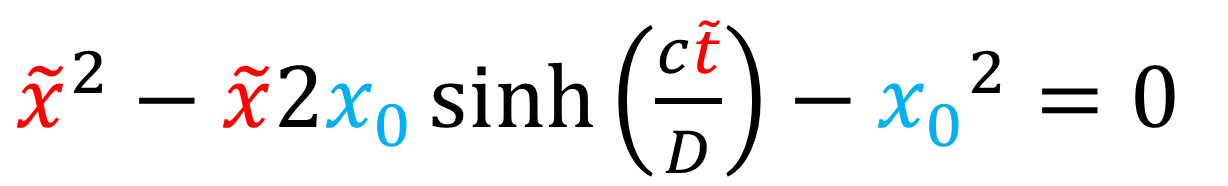 x̃² − x̃2x₀ sinh(ct̃/D) − x₀² = 0